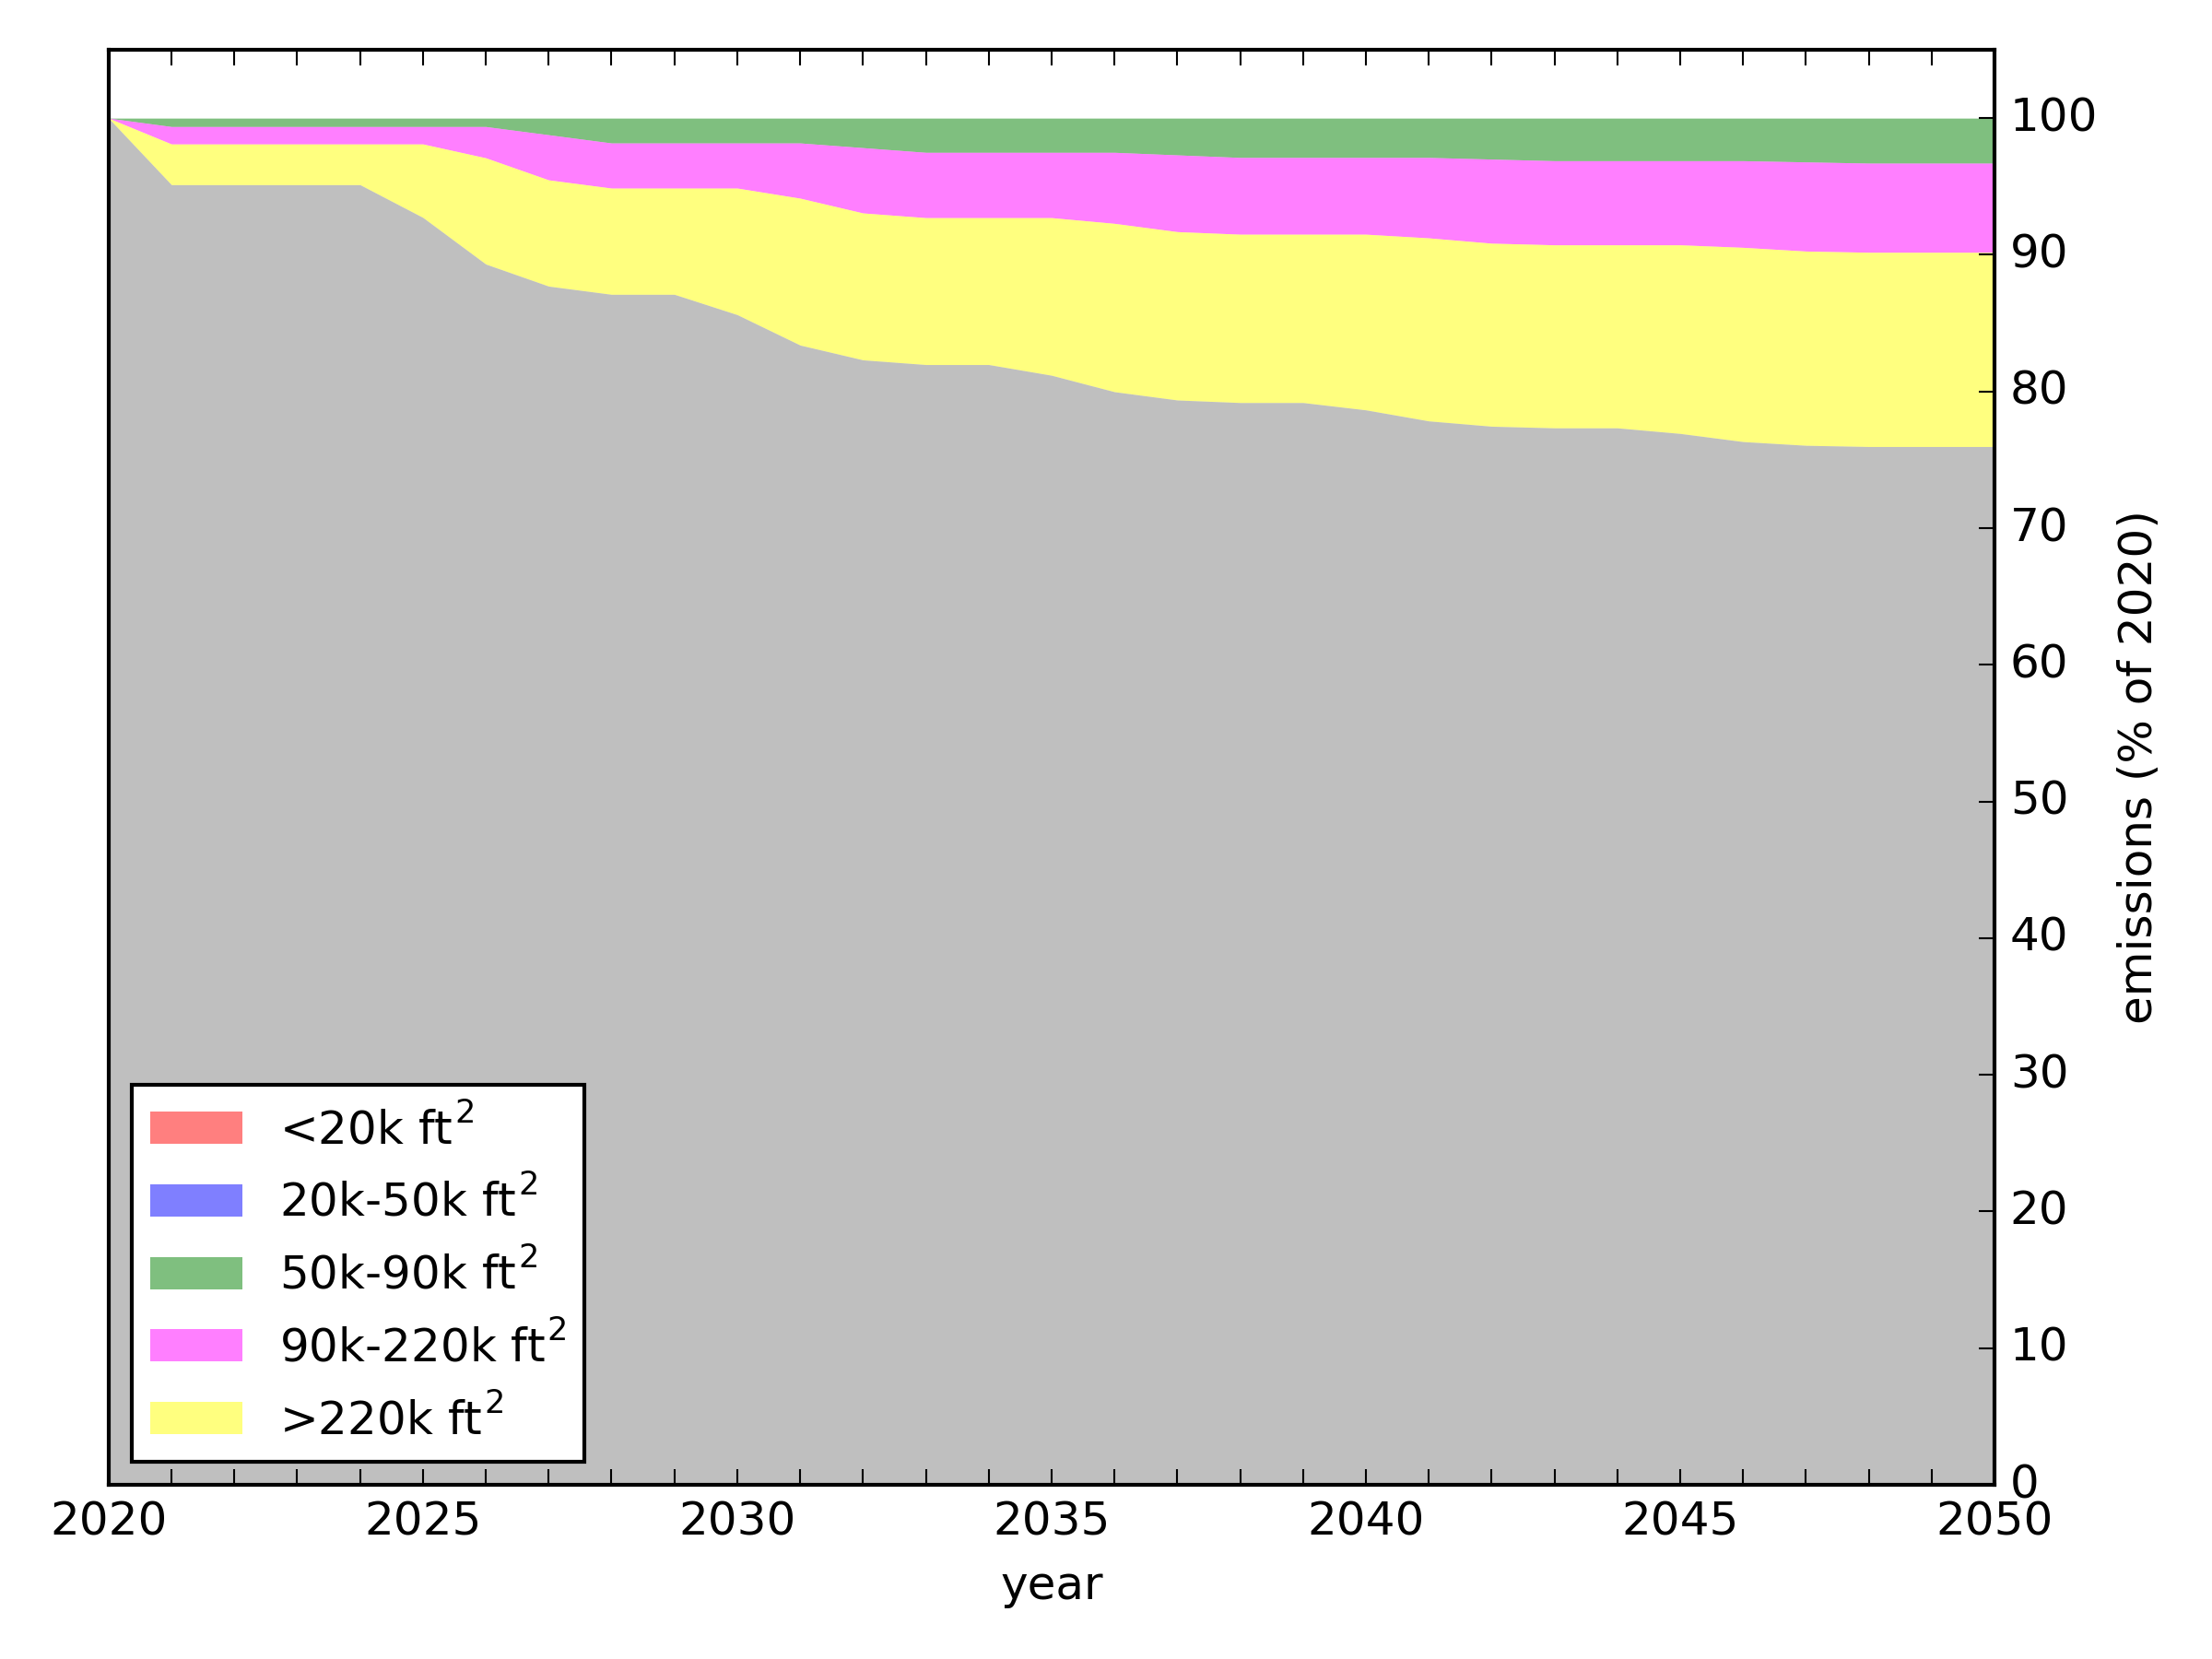 100
90
80
70
60
50
40
30
20
10
0
emissions (% of 2020)
<20k ft²
20k-50k ft²
50k-90k ft²
90k-220k ft²
>220k ft²
2020 2025 2030 2035 2040 2045 2050
year